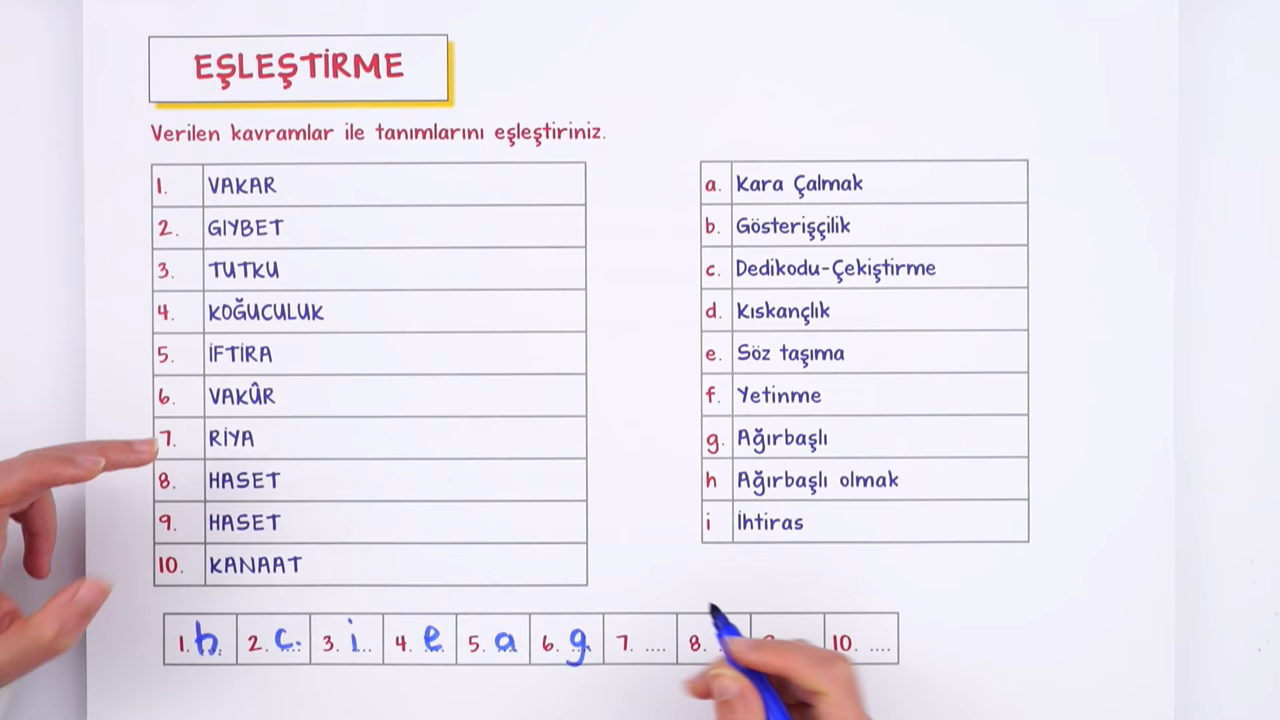 EŞLEŞTİRME
Verilen kavramlar ile tanımlarını eşleştiriniz.
1. VAKAR
2. GIYBET
3. TUTKU
4. KOĞUCULUK
5. İFTİRA
6. VAKÛR
7. RİYA
8. HASET
9. HASET
10. KANAAT
a. Kara Çalmak
b. Gösterişçilik
c. Dedikodu-Çekiştirme
d. Kıskançlık
e. Söz taşıma
f. Yetinme
g. Ağırbaşlı
h Ağırbaşlı olmak
i İhtiras
1. h 2. c 3. i 4. e 5. a 6. g 7. .... 8. 10. ....